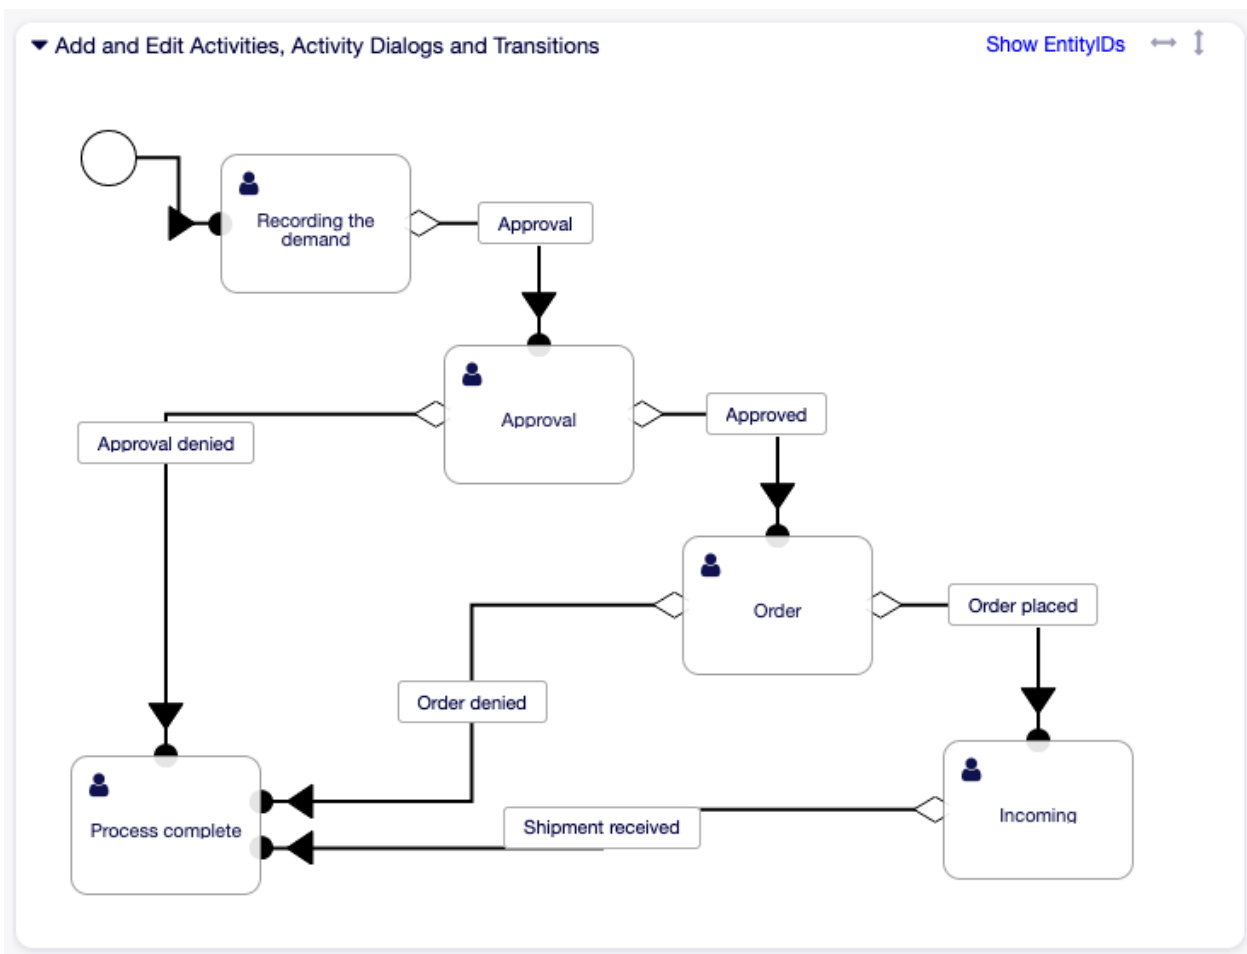 Add and Edit Activities, Activity Dialogs and Transitions
Show EntityIDs
Recording the
demand
Approval
Approval
Approved
Approval denied
Order
Order placed
Order denied
Process complete
Shipment received
Incoming